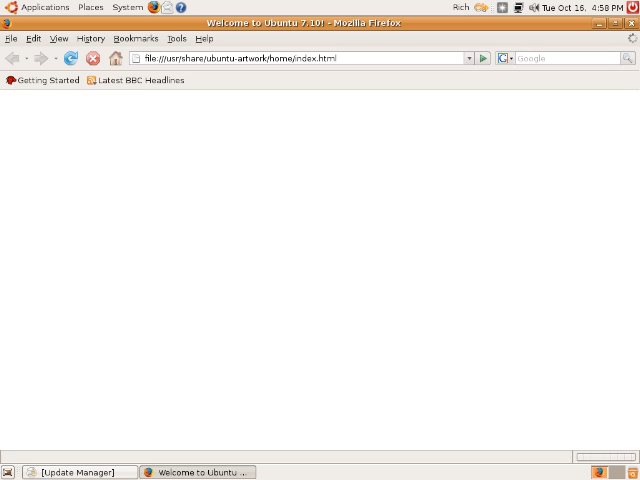 Applications Places System Rich Tue Oct 16, 4:58 PM
Welcome to Ubuntu 7.10! - Mozilla Firefox
File Edit View History Bookmarks Tools Help
file:///usr/share/ubuntu-artwork/home/index.html Google
Getting Started Latest BBC Headlines
[Update Manager] Welcome to Ubuntu ...